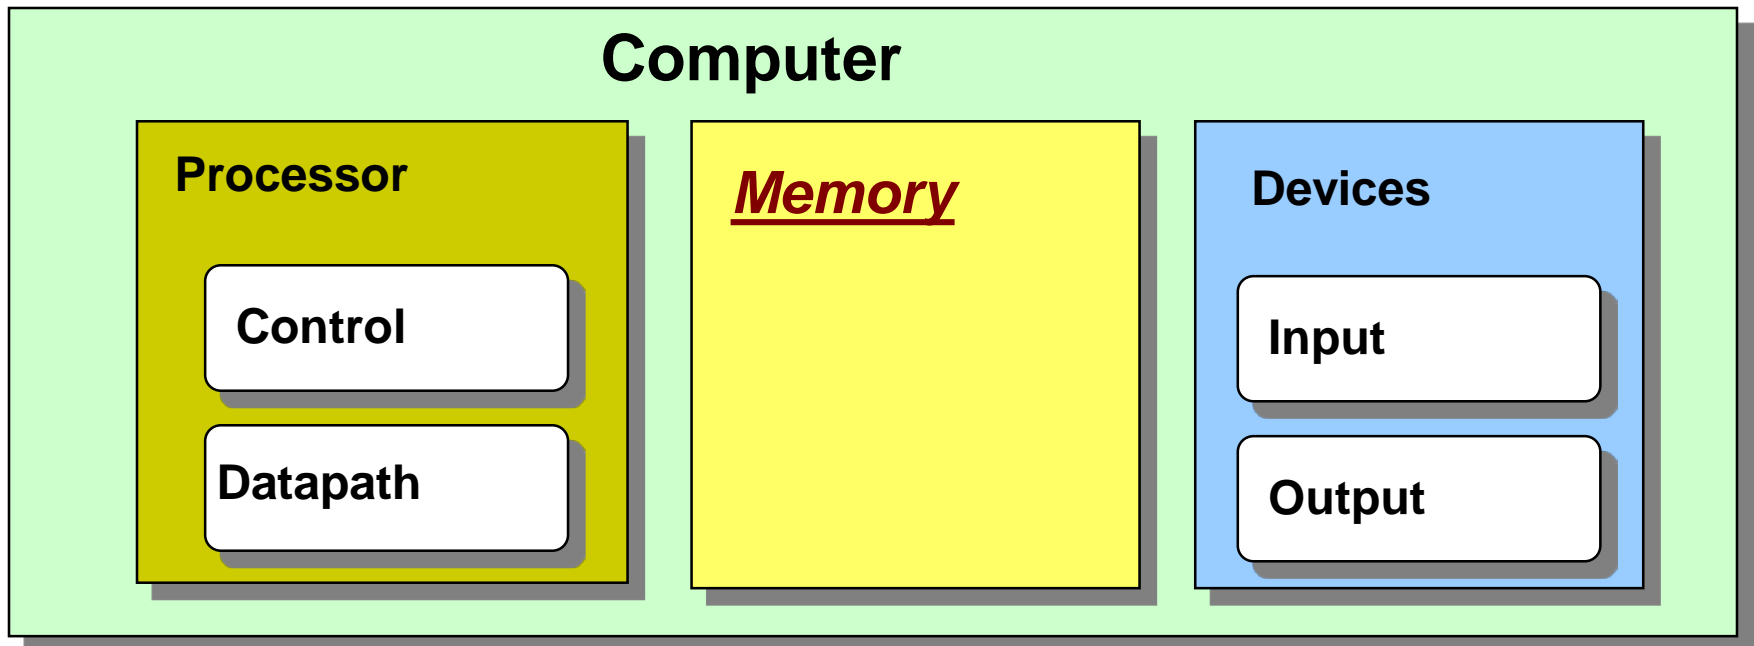 Computer
Processor
Control
Datapath
Memory
Devices
Input
Output